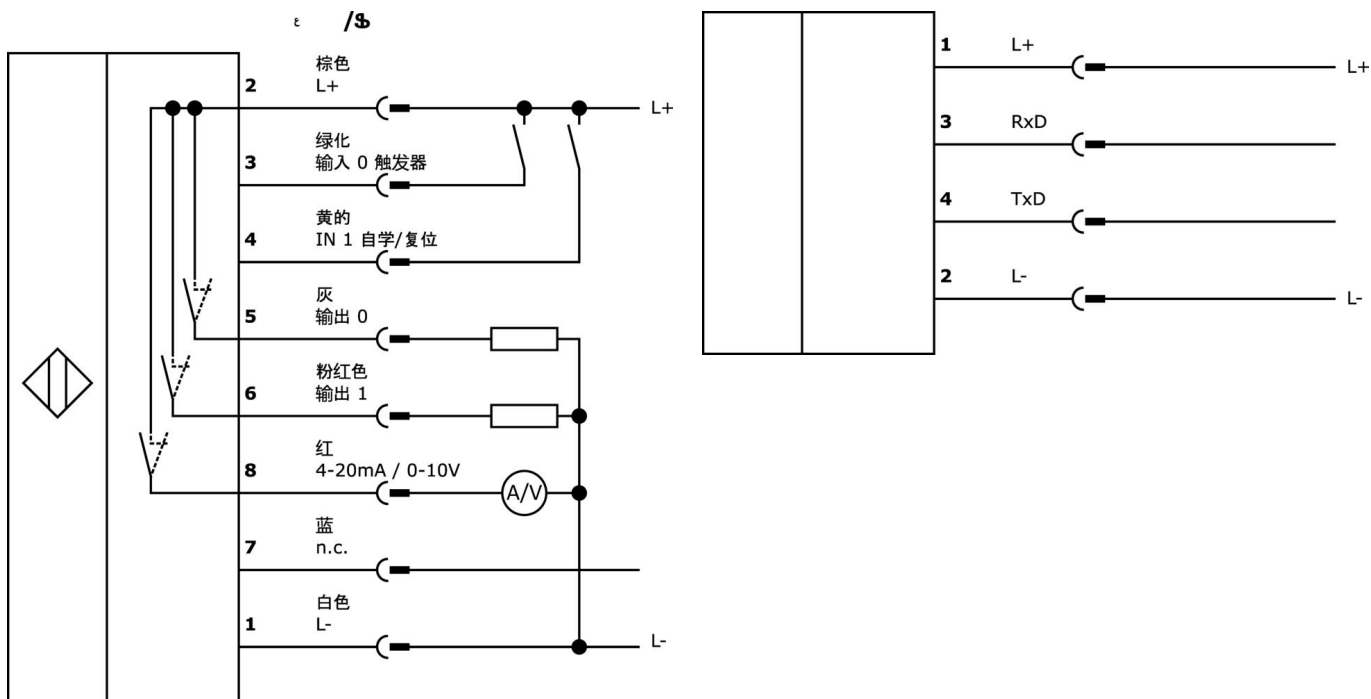 棕色
2 L+ L+
绿化
3 输入 0 触发器
黄的
4 IN 1 自学/复位
灰
5 输出 0
粉红色
6 输出 1
红
8 4-20mA / 0-10V
A/V
蓝
7 n.c.
白色
1 L- L-
1 L+ L+
3 RxD
4 TxD
2 L- L-